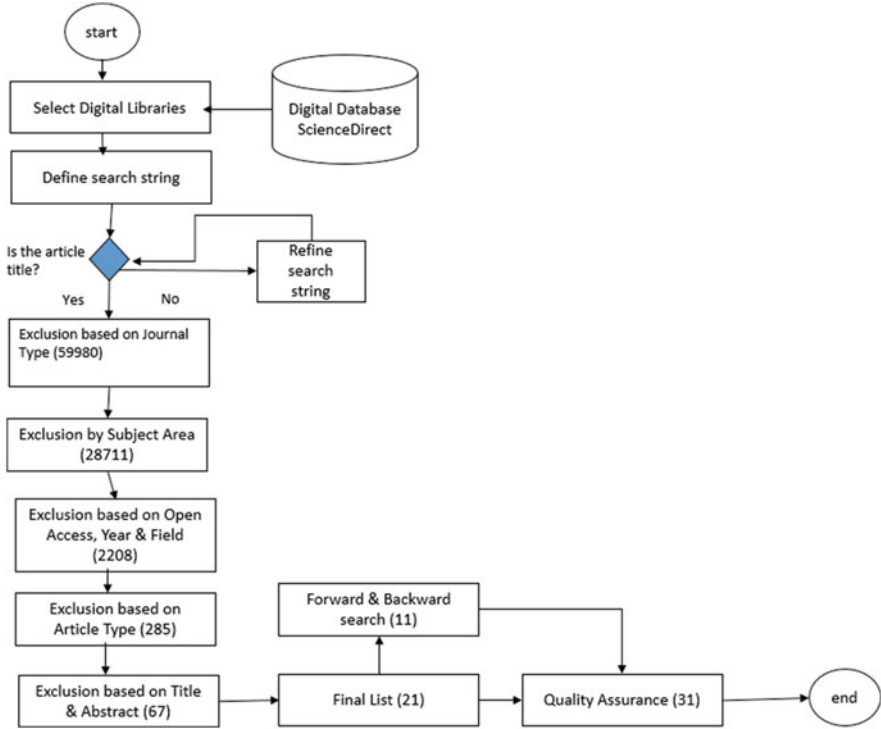 start
Select Digital Libraries
Digital Database
ScienceDirect
Define search string
Is the article
title?
Refine
search
string
Yes
No
Exclusion based on Journal
Type (59980)
Exclusion by Subject Area
(28711)
Exclusion based on Open
Access, Year & Field
(2208)
Exclusion based on
Article Type (285)
Forward & Backward
search (11)
Exclusion based on Title
& Abstract (67)
Final List (21)
Quality Assurance (31)
end